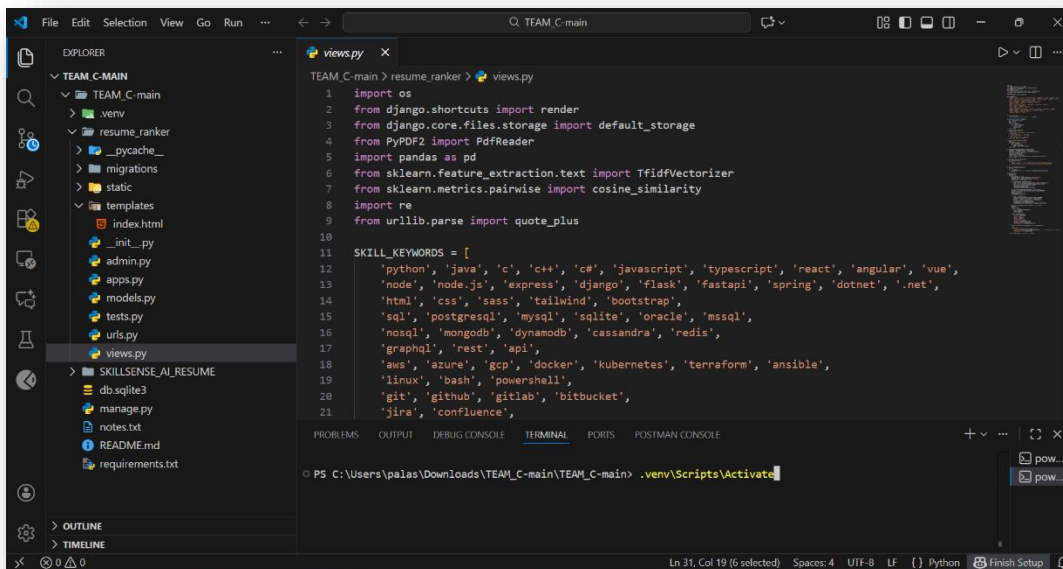 File Edit Selection View Go Run ... TEAM_C-main
EXPLORER
TEAM_C-MAIN
TEAM_C-main
.venv
resume_ranker
__pycache__
migrations
static
templates
index.html
__init__.py
admin.py
apps.py
models.py
tests.py
urls.py
views.py
SKILLSENSE_AI_RESUME
db.sqlite3
manage.py
notes.txt
README.md
requirements.txt
OUTLINE
TIMELINE
views.py
TEAM_C-main > resume_ranker > views.py
1 import os
2 from django.shortcuts import render
3 from django.core.files.storage import default_storage
4 from PyPDF2 import PdfReader
5 import pandas as pd
6 from sklearn.feature_extraction.text import TfidfVectorizer
7 from sklearn.metrics.pairwise import cosine_similarity
8 import re
9 from urllib.parse import quote_plus
10
11 SKILL_KEYWORDS = [
12 'python', 'java', 'c', 'c++', 'c#', 'javascript', 'typescript', 'react', 'angular', 'vue',
13 'node', 'node.js', 'express', 'django', 'flask', 'fastapi', 'spring', 'dotnet', '.net',
14 'html', 'css', 'sass', 'tailwind', 'bootstrap',
15 'sql', 'postgresql', 'mysql', 'sqlite', 'oracle', 'mssql',
16 'nosql', 'mongodb', 'dynamodb', 'cassandra', 'redis',
17 'graphql', 'rest', 'api',
18 'aws', 'azure', 'gcp', 'docker', 'kubernetes', 'terraform', 'ansible',
19 'linux', 'bash', 'powershell',
20 'git', 'github', 'gitlab', 'bitbucket',
21 'jira', 'confluence',
PROBLEMS OUTPUT DEBUG CONSOLE TERMINAL PORTS POSTMAN CONSOLE
PS C:\Users\palas\Downloads\TEAM_C-main\TEAM_C-main> .venv\Scripts\Activate
pow...
pow...
0 0 Ln 31, Col 19 (6 selected) Spaces: 4 UTF-8 LF {} Python Finish Setup